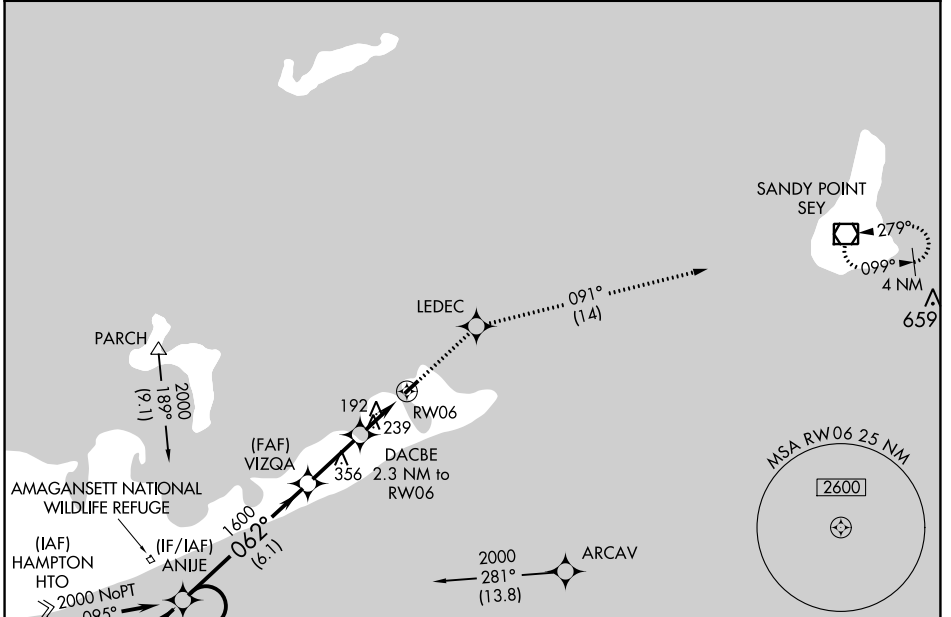 SANDY POINT
SEY
279°
099°
4 NM
659
LEDEC
091°
(14)
PARCH
2000
189°
(9.1)
192
239
RW06
(FAF)
VIZQA
356
DACBE
2.3 NM to
RW06
MSA RW06 25 NM
2600
AMAGANSETT NATIONAL
WILDLIFE REFUGE
1600
062°
(6.1)
(IAF)
HAMPTON
HTO
(IF/IAF)
ANIJE
2000 NoPT
095°
2000
281°
(13.8)
ARCAV